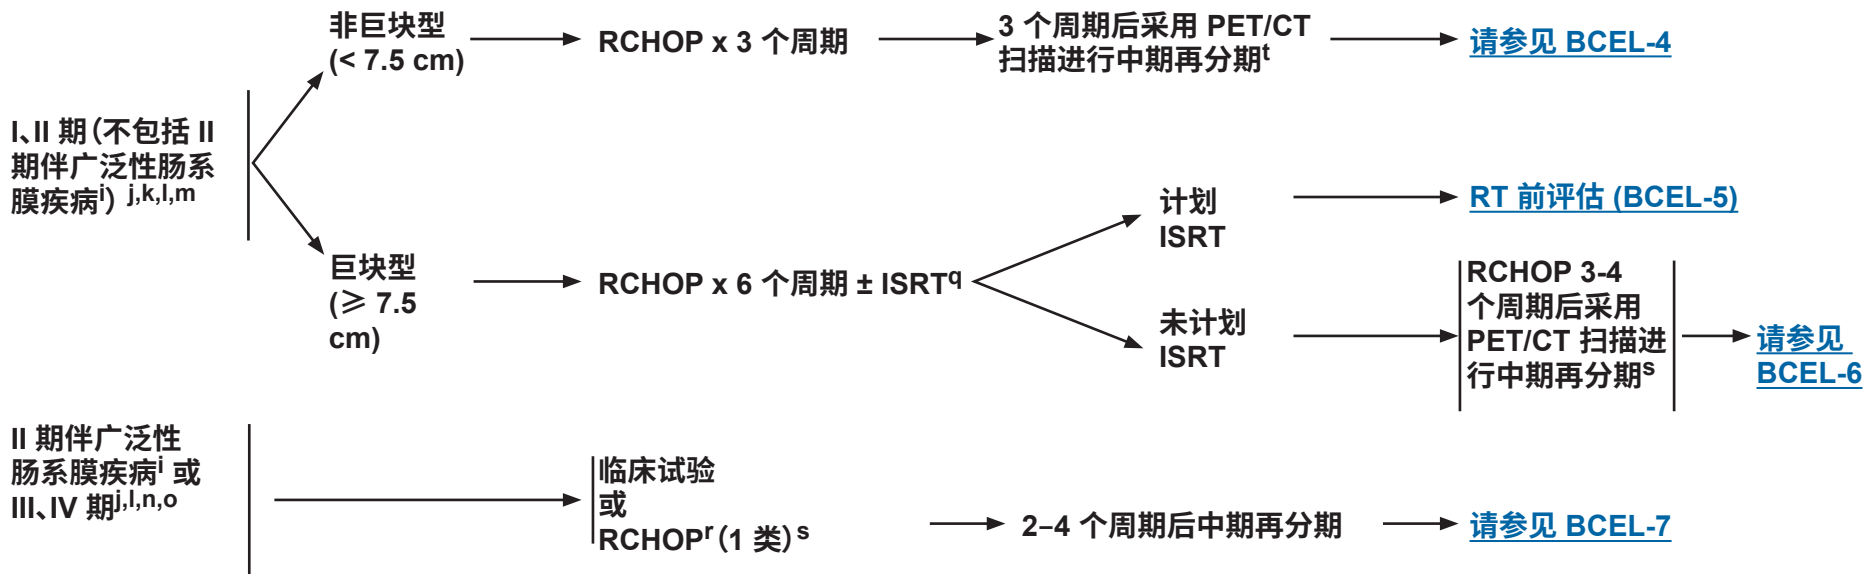 非巨块型
(< 7.5 cm)
RCHOP x 3 个周期
3 个周期后采用 PET/CT
扫描进行中期再分期t
请参见 BCEL-4
I、II 期（不包括 II
期伴广泛性肠系
膜疾病i）j,k,l,m
计划
ISRT
RT 前评估 (BCEL-5)
巨块型
(≥ 7.5
cm)
RCHOP x 6 个周期 ± ISRTq
未计划
ISRT
RCHOP 3-4
个周期后采用
PET/CT 扫描进
行中期再分期s
请参见
BCEL-6
II 期伴广泛性
肠系膜疾病i 或
III、IV 期j,l,n,o
临床试验
或
RCHOPr（1 类）s
2–4 个周期后中期再分期
请参见 BCEL-7